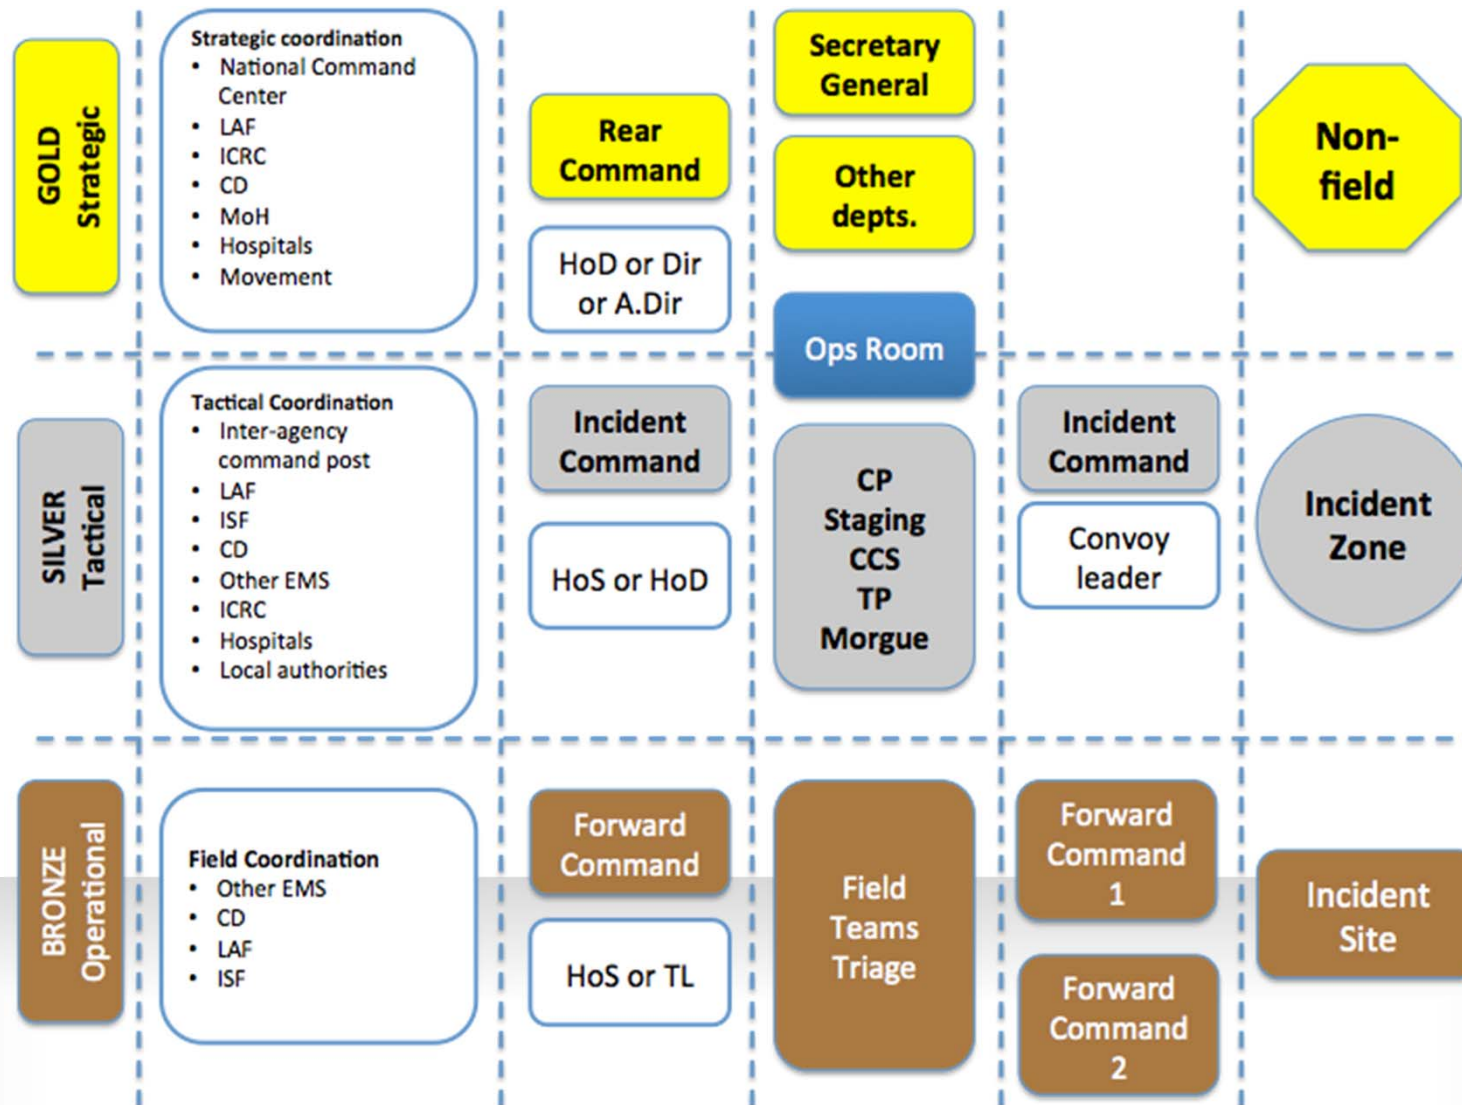 GOLD
Strategic
Strategic coordination
• National Command
Center
• LAF
• ICRC
• CD
• MoH
• Hospitals
• Movement
Rear
Command
HoD or Dir
or A.Dir
Secretary
General
Other
depts.
Non-
field
Ops Room
SILVER
Tactical
Tactical Coordination
• Inter-agency
command post
• LAF
• ISF
• CD
• Other EMS
• ICRC
• Hospitals
• Local authorities
Incident
Command
HoS or HoD
CP
Staging
CCS
TP
Morgue
Incident
Command
Convoy
leader
Incident
Zone
BRONZE
Operational
Field Coordination
• Other EMS
• CD
• LAF
• ISF
Forward
Command
HoS or TL
Field
Teams
Triage
Forward
Command
1
Forward
Command
2
Incident
Site